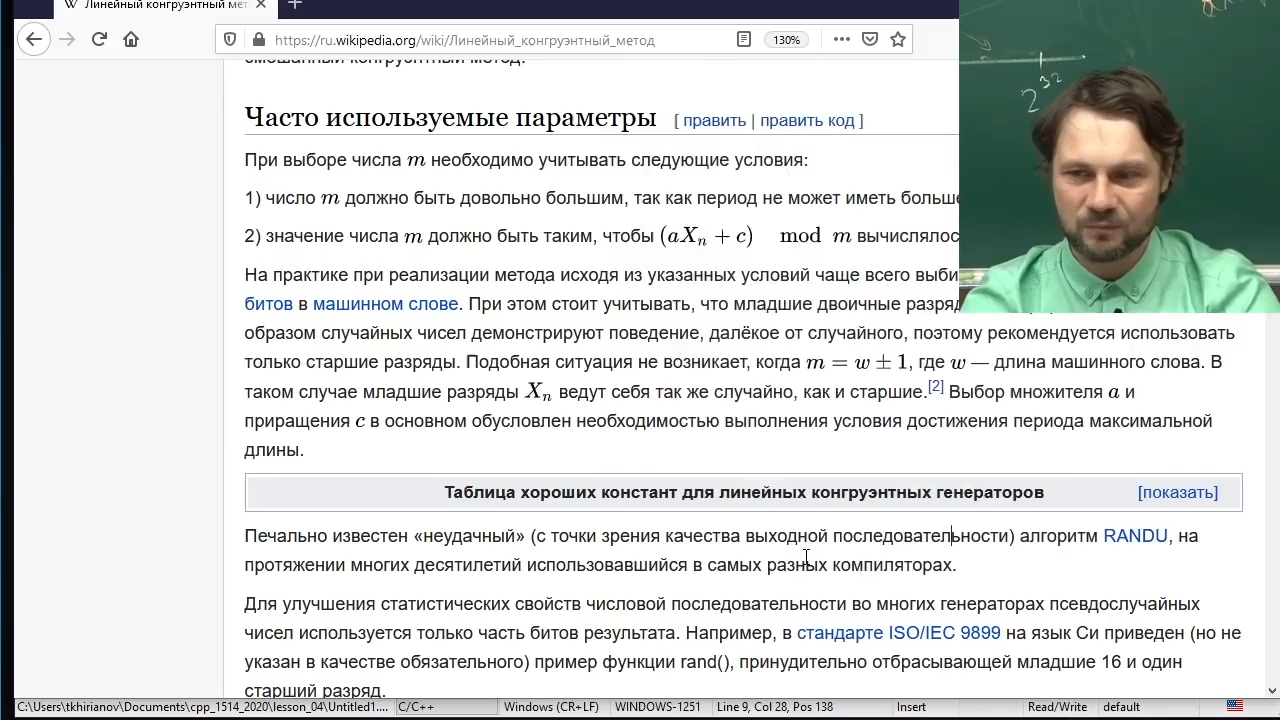 Линейный конгруэнтный мет
https://ru.wikipedia.org/wiki/Линейный_конгруэнтный_метод
130%
смешанный конгруэнтный метод.
Часто используемые параметры [ править | править код ]
При выборе числа m необходимо учитывать следующие условия:
1) число m должно быть довольно большим, так как период не может иметь больше
2) значение числа m должно быть таким, чтобы (aXₙ + c) mod m вычислялос
На практике при реализации метода исходя из указанных условий чаще всего выби
битов в машинном слове. При этом стоит учитывать, что младшие двоичные разряд
образом случайных чисел демонстрируют поведение, далёкое от случайного, поэтому рекомендуется использовать
только старшие разряды. Подобная ситуация не возникает, когда m = w ± 1, где w — длина машинного слова. В
таком случае младшие разряды Xₙ ведут себя так же случайно, как и старшие.[2] Выбор множителя a и
приращения c в основном обусловлен необходимостью выполнения условия достижения периода максимальной
длины.
Таблица хороших констант для линейных конгруэнтных генераторов [показать]
Печально известен «неудачный» (с точки зрения качества выходной последовательности) алгоритм RANDU, на
протяжении многих десятилетий использовавшийся в самых разных компиляторах.
Для улучшения статистических свойств числовой последовательности во многих генераторах псевдослучайных
чисел используется только часть битов результата. Например, в стандарте ISO/IEC 9899 на язык Си приведен (но не
указан в качестве обязательного) пример функции rand(), принудительно отбрасывающей младшие 16 и один
старший разряд.
C:\Users\tkhirianov\Documents\cpp_1514_2020\lesson_04\Untitled1.... C/C++ Windows (CR+LF) WINDOWS-1251 Line 9, Col 28, Pos 138 Insert Read/Write default
2³²